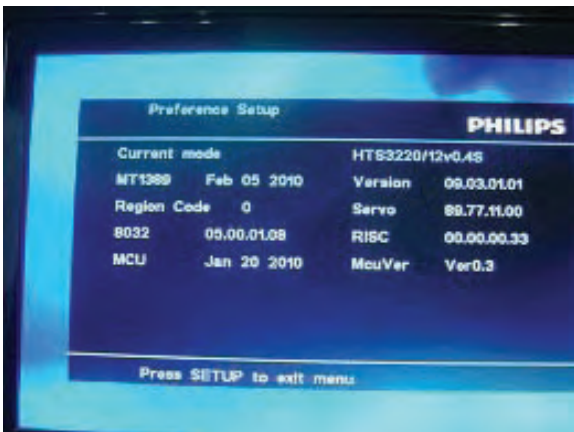 Preference Setup
PHILIPS
Current mode HTS3220/12v0.4S
MT1389 Feb 05 2010 Version 09.03.01.01
Region Code 0 Servo 89.77.11.00
8032 05.00.01.08 RISC 00.00.00.33
MCU Jan 20 2010 McuVer Ver0.3
Press SETUP to exit menu